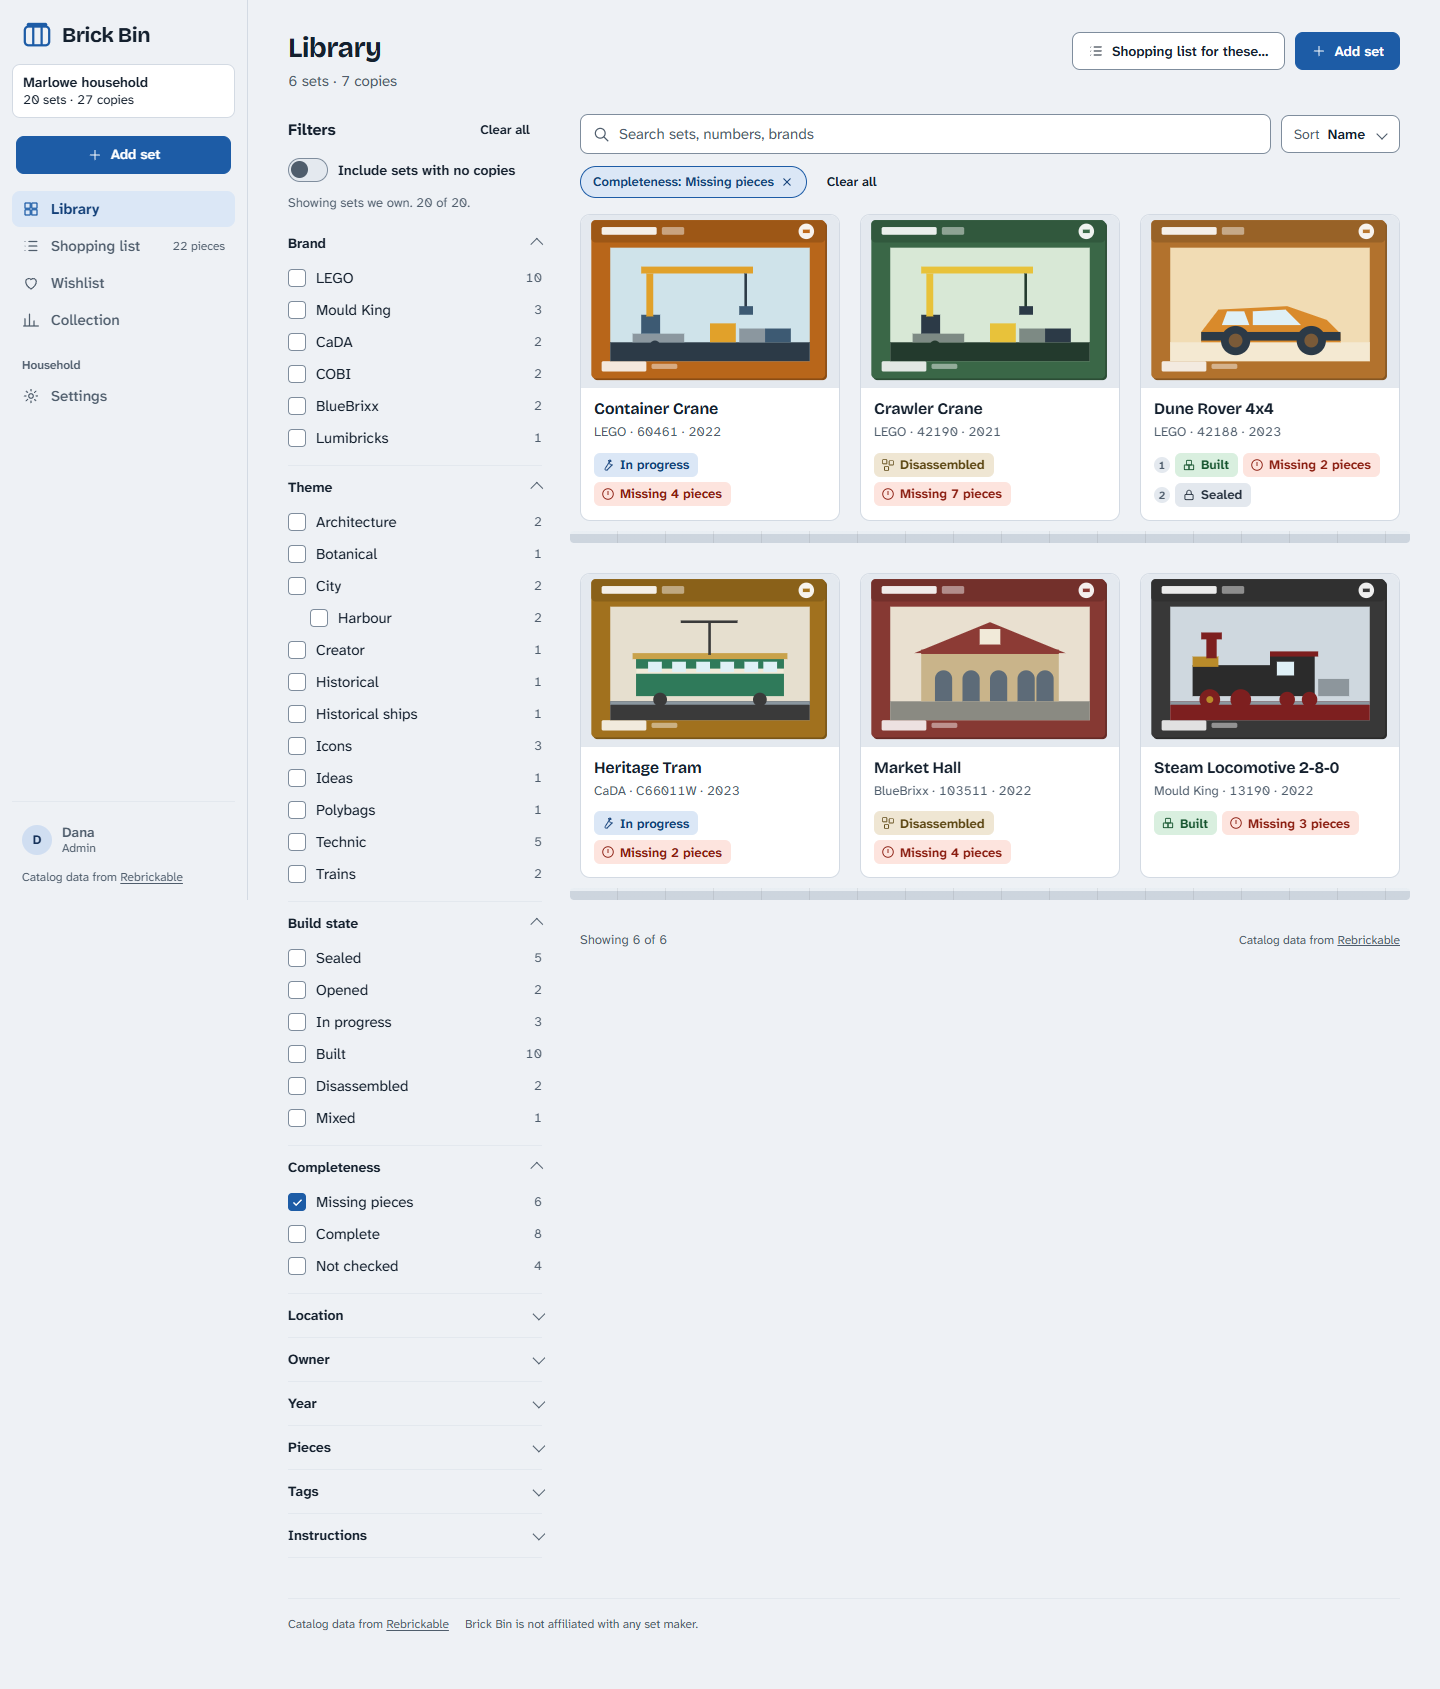 Brick Bin
Marlowe household
20 sets · 27 copies
Add set
Library
Shopping list 22 pieces
Wishlist
Collection
Household
Settings
D
Dana
Admin
Catalog data from Rebrickable
Library
6 sets · 7 copies
Shopping list for these...
Add set
Filters
Clear all
Include sets with no copies
Showing sets we own. 20 of 20.
Brand
LEGO 10
Mould King 3
CaDA 2
COBI 2
BlueBrixx 2
Lumibricks 1
Theme
Architecture 2
Botanical 1
City 2
Harbour 2
Creator 1
Historical 1
Historical ships 1
Icons 3
Ideas 1
Polybags 1
Technic 5
Trains 2
Build state
Sealed 5
Opened 2
In progress 3
Built 10
Disassembled 2
Mixed 1
Completeness
Missing pieces 6
Complete 8
Not checked 4
Location
Owner
Year
Pieces
Tags
Instructions
Search sets, numbers, brands
Sort Name
Completeness: Missing pieces
Clear all
Container Crane
LEGO · 60461 · 2022
In progress
Missing 4 pieces
Crawler Crane
LEGO · 42190 · 2021
Disassembled
Missing 7 pieces
Dune Rover 4x4
LEGO · 42188 · 2023
1 Built Missing 2 pieces
2 Sealed
Heritage Tram
CaDA · C66011W · 2023
In progress
Missing 2 pieces
Market Hall
BlueBrixx · 103511 · 2022
Disassembled
Missing 4 pieces
Steam Locomotive 2-8-0
Mould King · 13190 · 2022
Built Missing 3 pieces
Showing 6 of 6
Catalog data from Rebrickable
Catalog data from Rebrickable Brick Bin is not affiliated with any set maker.